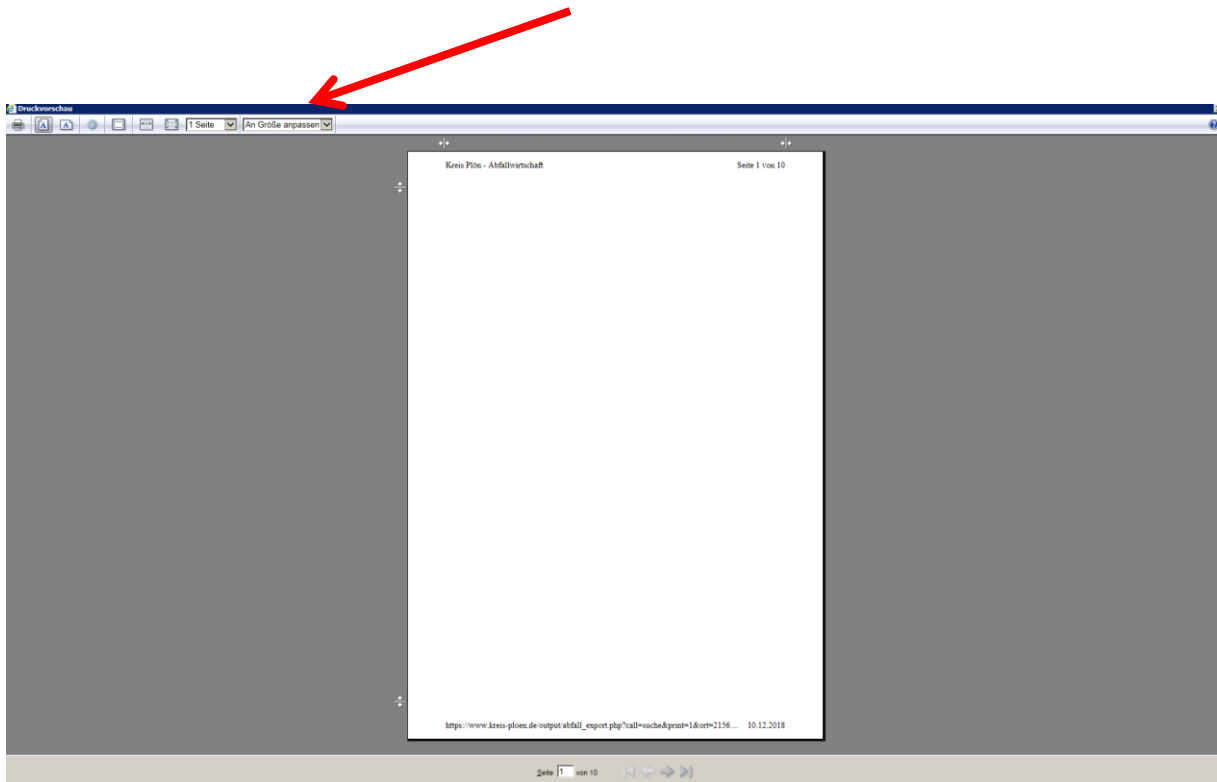 Druckvorschau
1 Seite An Größe anpassen
Kreis Plön - Abfallwirtschaft Seite 1 von 10
https://www.kreis-ploen.de/output/abfall_export.php?call=suche&print=1&ort=2156.... 10.12.2018
Seite 1 von 10